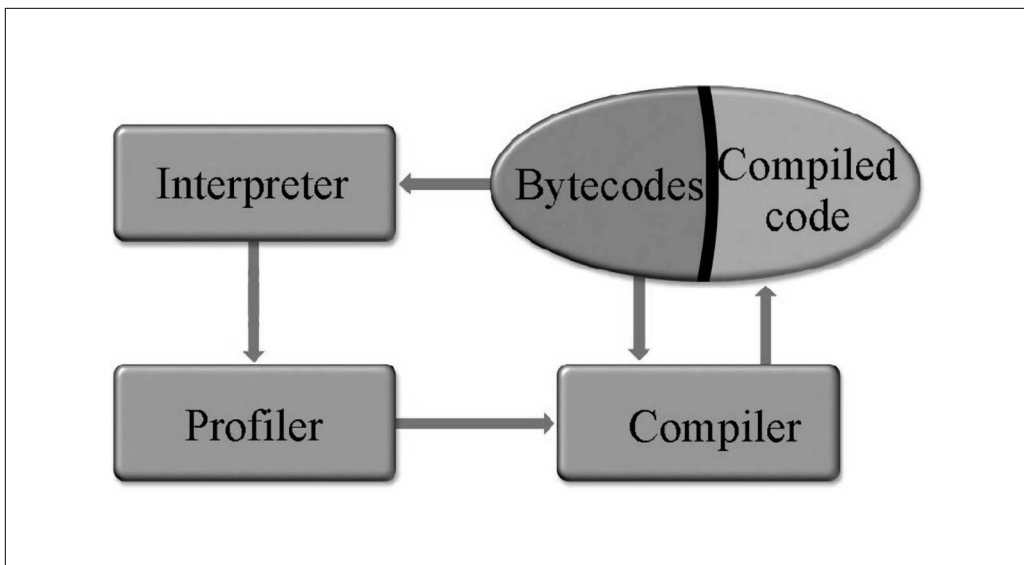 Interpreter
Bytecodes
Compiled
code
Profiler
Compiler